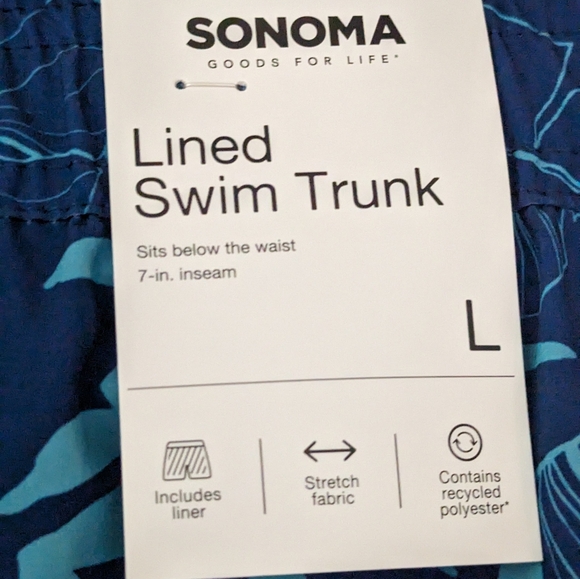 SONOMA
GOODS FOR LIFE*
Lined
Swim Trunk
Sits below the waist
7-in. inseam
L
Includes
liner
Stretch
fabric
Contains
recycled
polyester*